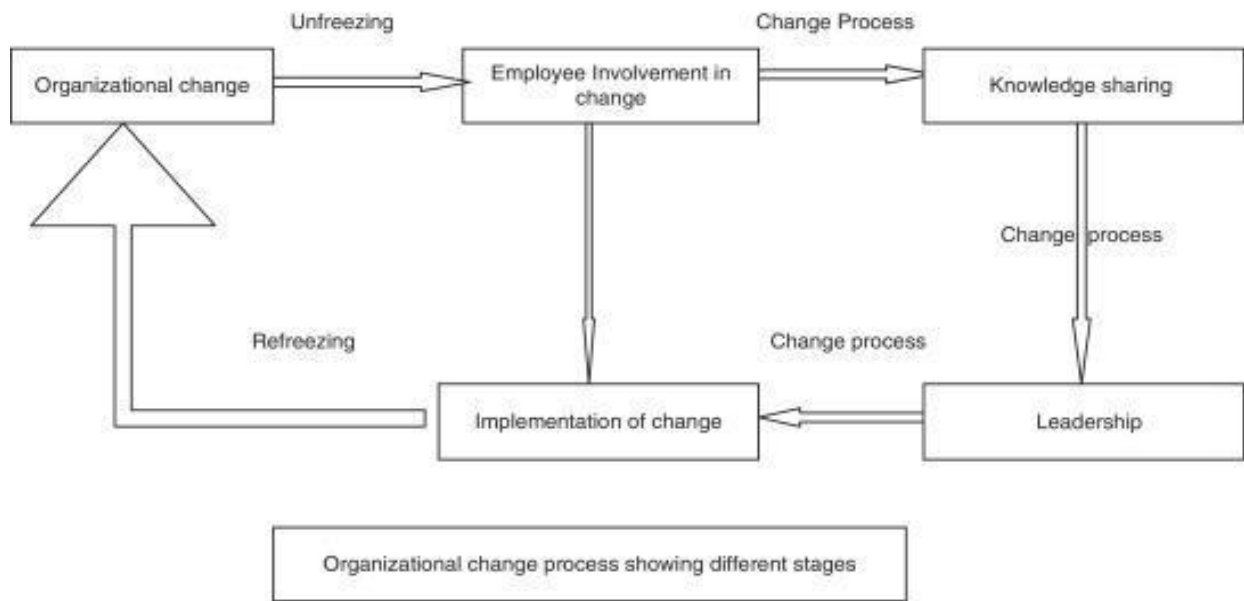 Unfreezing
Change Process
Organizational change
Employee Involvement in
change
Knowledge sharing
Change process
Refreezing
Change process
Implementation of change
Leadership
Organizational change process showing different stages